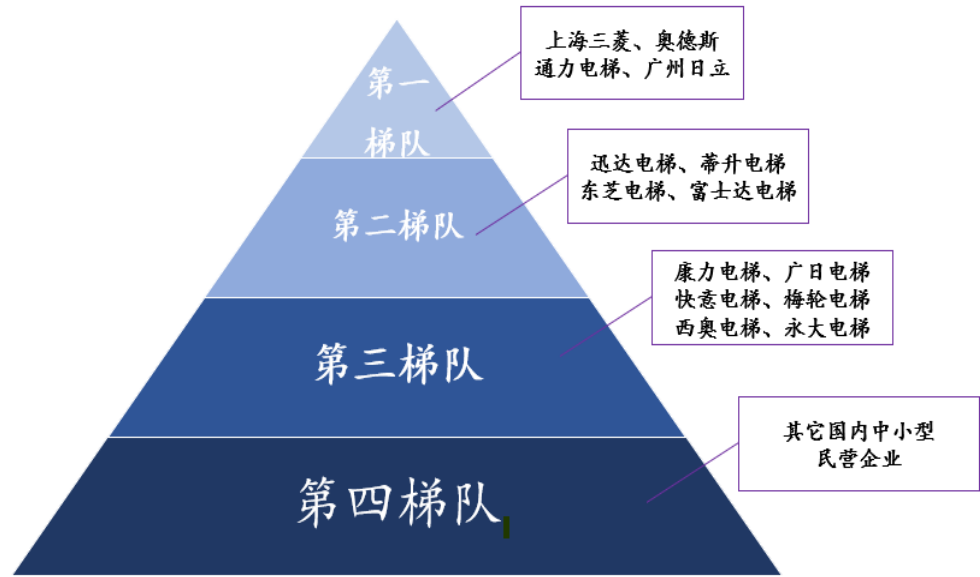 第一
梯队
上海三菱、奥德斯
通力电梯、广州日立
第二梯队
迅达电梯、蒂升电梯
东芝电梯、富士达电梯
第三梯队
康力电梯、广日电梯
快意电梯、梅轮电梯
西奥电梯、永大电梯
第四梯队
其它国内中小型
民营企业